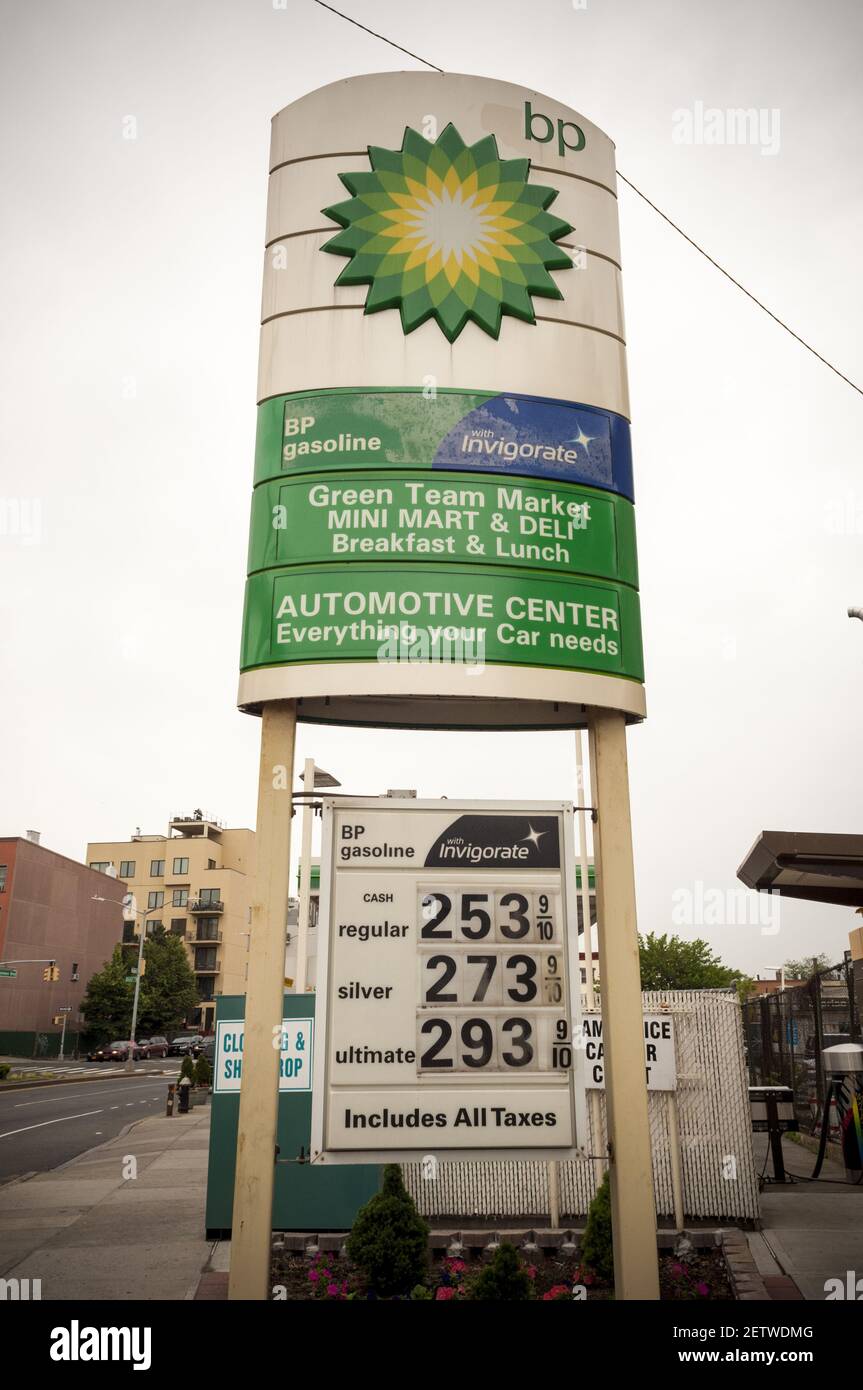 bp
BP
gasoline
with
Invigorate
Green Team Market
MINI MART & DELI
Breakfast & Lunch
AUTOMOTIVE CENTER
Everything your Car needs
BP
gasoline
with
Invigorate
CASH
regular 253 9/10
silver 273 9/10
ultimate 293 9/10
Includes All Taxes
alamy
Image ID: 2ETWDMG
www.alamy.com